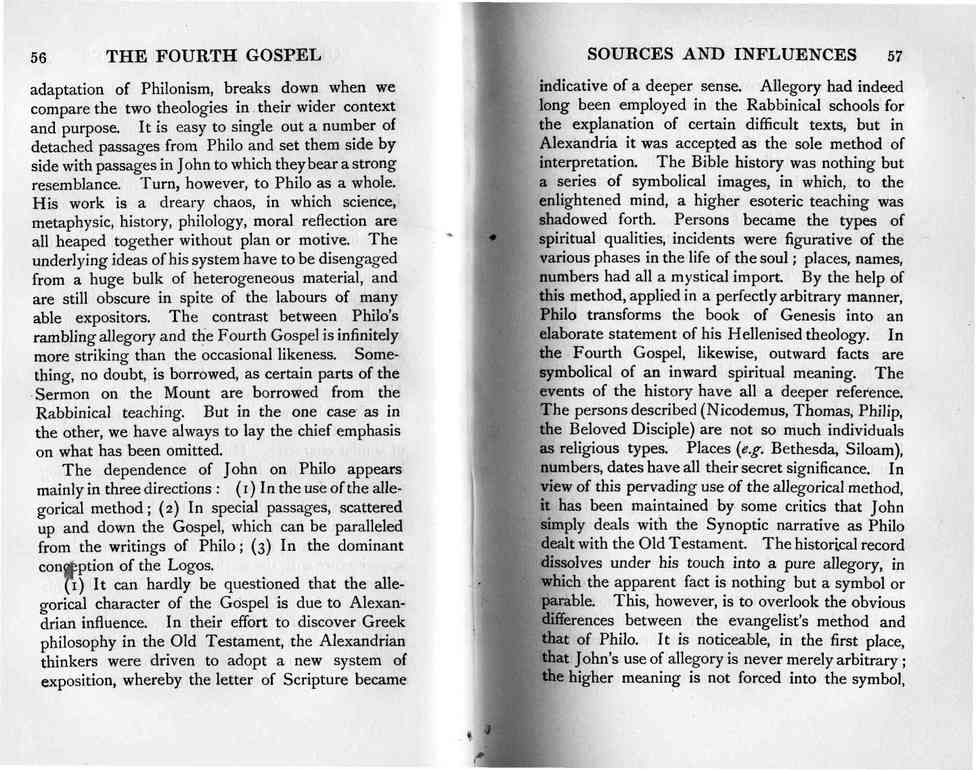 56 THE FOURTH GOSPEL
adaptation of Philonism, breaks down when we
compare the two theologies in their wider context
and purpose. It is easy to single out a number of
detached passages from Philo and set them side by
side with passages in John to which they bear a strong
resemblance. Turn, however, to Philo as a whole.
His work is a dreary chaos, in which science,
metaphysic, history, philology, moral reflection are
all heaped together without plan or motive. The
underlying ideas of his system have to be disengaged
from a huge bulk of heterogeneous material, and
are still obscure in spite of the labours of many
able expositors. The contrast between Philo's
rambling allegory and the Fourth Gospel is infinitely
more striking than the occasional likeness. Some-
thing, no doubt, is borrowed, as certain parts of the
Sermon on the Mount are borrowed from the
Rabbinical teaching. But in the one case as in
the other, we have always to lay the chief emphasis
on what has been omitted.
The dependence of John on Philo appears
mainly in three directions : (1) In the use of the alle-
gorical method ; (2) In special passages, scattered
up and down the Gospel, which can be paralleled
from the writings of Philo ; (3) In the dominant
conception of the Logos.
(1) It can hardly be questioned that the alle-
gorical character of the Gospel is due to Alexan-
drian influence. In their effort to discover Greek
philosophy in the Old Testament, the Alexandrian
thinkers were driven to adopt a new system of
exposition, whereby the letter of Scripture became
SOURCES AND INFLUENCES 57
indicative of a deeper sense. Allegory had indeed
long been employed in the Rabbinical schools for
the explanation of certain difficult texts, but in
Alexandria it was accepted as the sole method of
interpretation. The Bible history was nothing but
a series of symbolical images, in which, to the
enlightened mind, a higher esoteric teaching was
shadowed forth. Persons became the types of
spiritual qualities, incidents were figurative of the
various phases in the life of the soul ; places, names,
numbers had all a mystical import. By the help of
this method, applied in a perfectly arbitrary manner,
Philo transforms the book of Genesis into an
elaborate statement of his Hellenised theology. In
the Fourth Gospel, likewise, outward facts are
symbolical of an inward spiritual meaning. The
events of the history have all a deeper reference.
The persons described (Nicodemus, Thomas, Philip,
the Beloved Disciple) are not so much individuals
as religious types. Places (e.g. Bethesda, Siloam),
numbers, dates have all their secret significance. In
view of this pervading use of the allegorical method,
it has been maintained by some critics that John
simply deals with the Synoptic narrative as Philo
dealt with the Old Testament. The historical record
dissolves under his touch into a pure allegory, in
which the apparent fact is nothing but a symbol or
parable. This, however, is to overlook the obvious
differences between the evangelist's method and
that of Philo. It is noticeable, in the first place,
that John's use of allegory is never merely arbitrary ;
the higher meaning is not forced into the symbol,